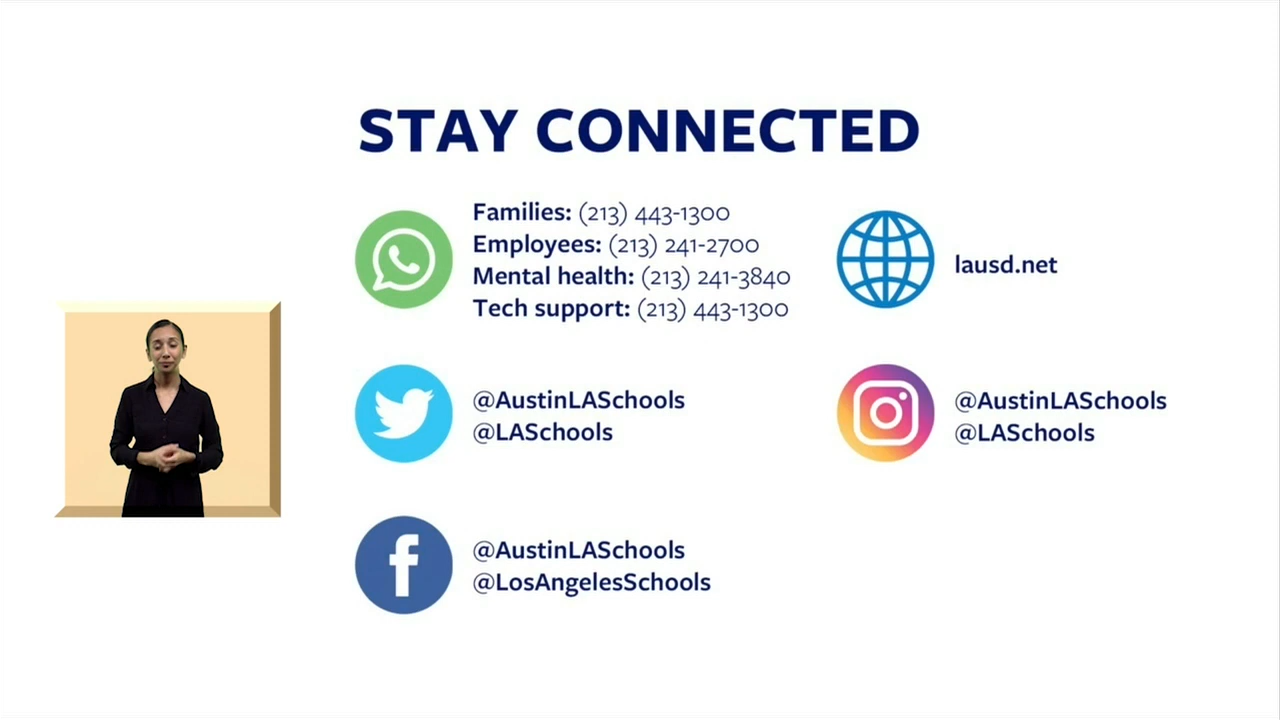 STAY CONNECTED
Families: (213) 443-1300
Employees: (213) 241-2700
Mental health: (213) 241-3840
Tech support: (213) 443-1300
lausd.net
@AustinLASchools
@LASchools
@AustinLASchools
@LASchools
@AustinLASchools
@LosAngelesSchools